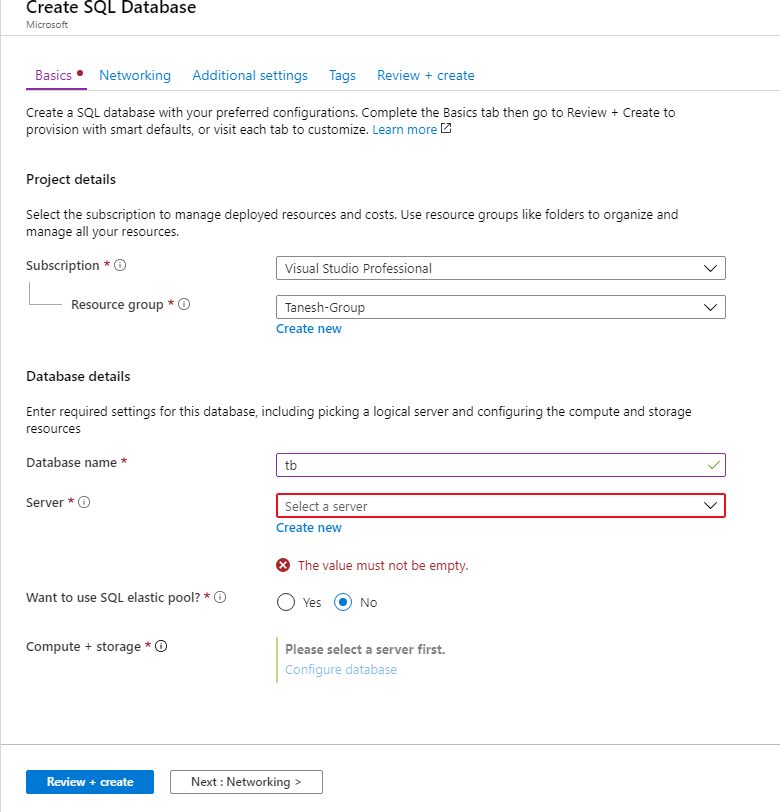 Create SQL Database
Microsoft
Basics Networking Additional settings Tags Review + create
Create a SQL database with your preferred configurations. Complete the Basics tab then go to Review + Create to
provision with smart defaults, or visit each tab to customize. Learn more
Project details
Select the subscription to manage deployed resources and costs. Use resource groups like folders to organize and
manage all your resources.
Subscription * Visual Studio Professional
Resource group * Tanesh-Group
Create new
Database details
Enter required settings for this database, including picking a logical server and configuring the compute and storage
resources
Database name * tb
Server * Select a server
Create new
The value must not be empty.
Want to use SQL elastic pool? * Yes No
Compute + storage * Please select a server first.
Configure database
Review + create Next : Networking >